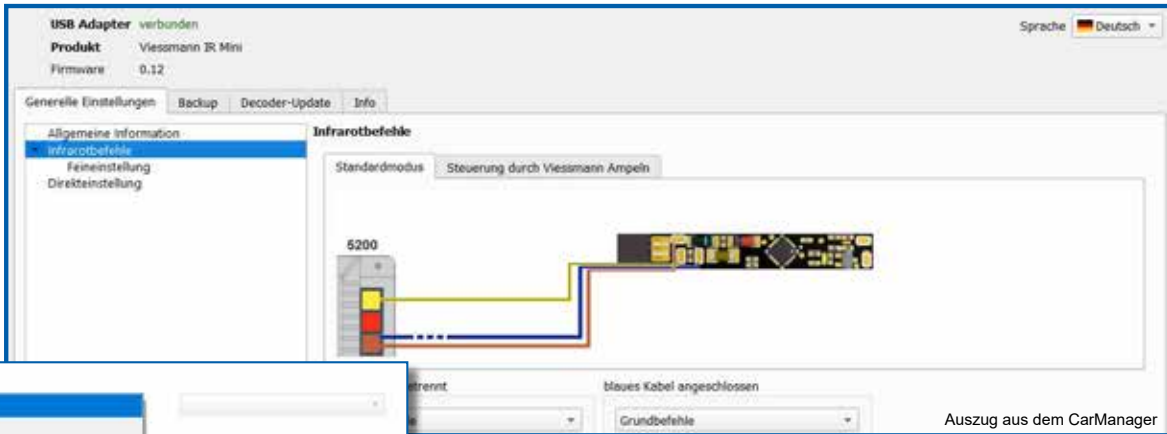 USB Adapter verbunden
Sprache Deutsch
Produkt Viessmann IR Mini
Firmware 0.12
Generelle Einstellungen Backup Decoder-Update Info
Allgemeine Information
Infrarotbefehle
Feineinstellung
Direkteinstellung
Infrarotbefehle
Standardmodus Steuerung durch Viessmann Ampeln
5200
blaues Kabel angeschlossen
Grundbefehle
Auszug aus dem CarManager